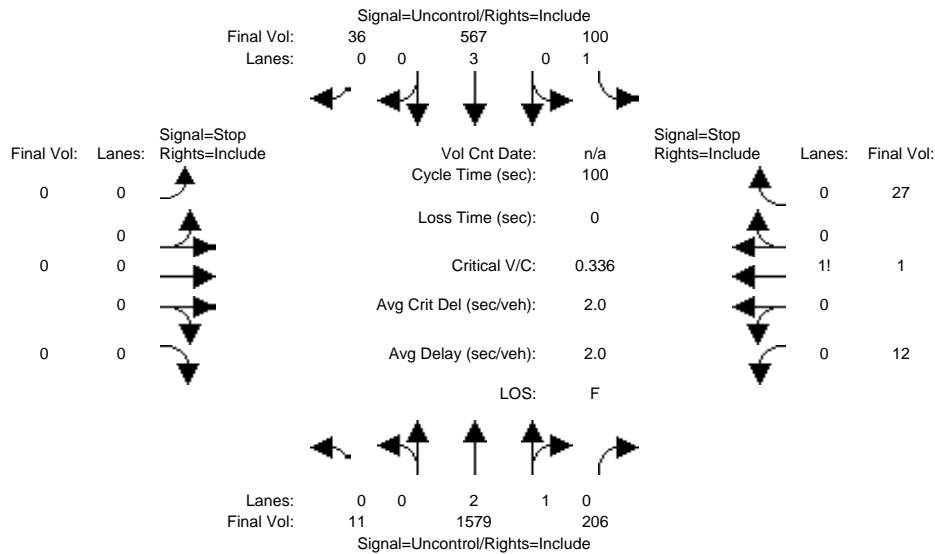 Signal=Uncontrol/Rights=Include
Final Vol: 36 567 100
Lanes: 0 0 3 0 1
Signal=Stop Signal=Stop
Final Vol: Lanes: Rights=Include Vol Cnt Date: n/a Rights=Include Lanes: Final Vol:
Cycle Time (sec): 100
0 0 0 27
Loss Time (sec): 0
0 0
0 0 Critical V/C: 0.336 1! 1
0 Avg Crit Del (sec/veh): 2.0 0
0 0 Avg Delay (sec/veh): 2.0 0 12
LOS: F
Lanes: 0 0 2 1 0
Final Vol: 11 1579 206
Signal=Uncontrol/Rights=Include